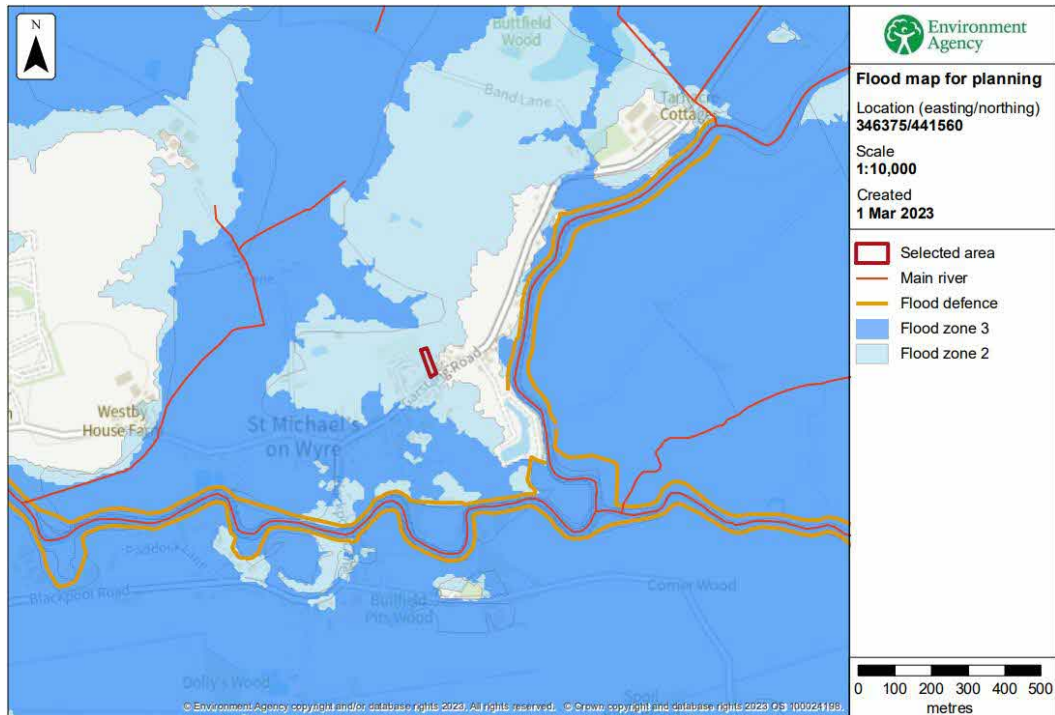 N
Buttfield
Wood
Band Lane
Cottages
Westby
House Farm
St Michael's
on Wyre
Road
Paddock Lane
Blackpool Road
Bullfield
Pits Wood
Corner Wood
Dolly's Wood
© Environment Agency copyright and/or database rights 2023. All rights reserved. © Crown copyright and database rights 2023 OS 100024198.
Environment
Agency
Flood map for planning
Location (easting/northing)
346375/441560
Scale
1:10,000
Created
1 Mar 2023
Selected area
Main river
Flood defence
Flood zone 3
Flood zone 2
0 100 200 300 400 500
metres